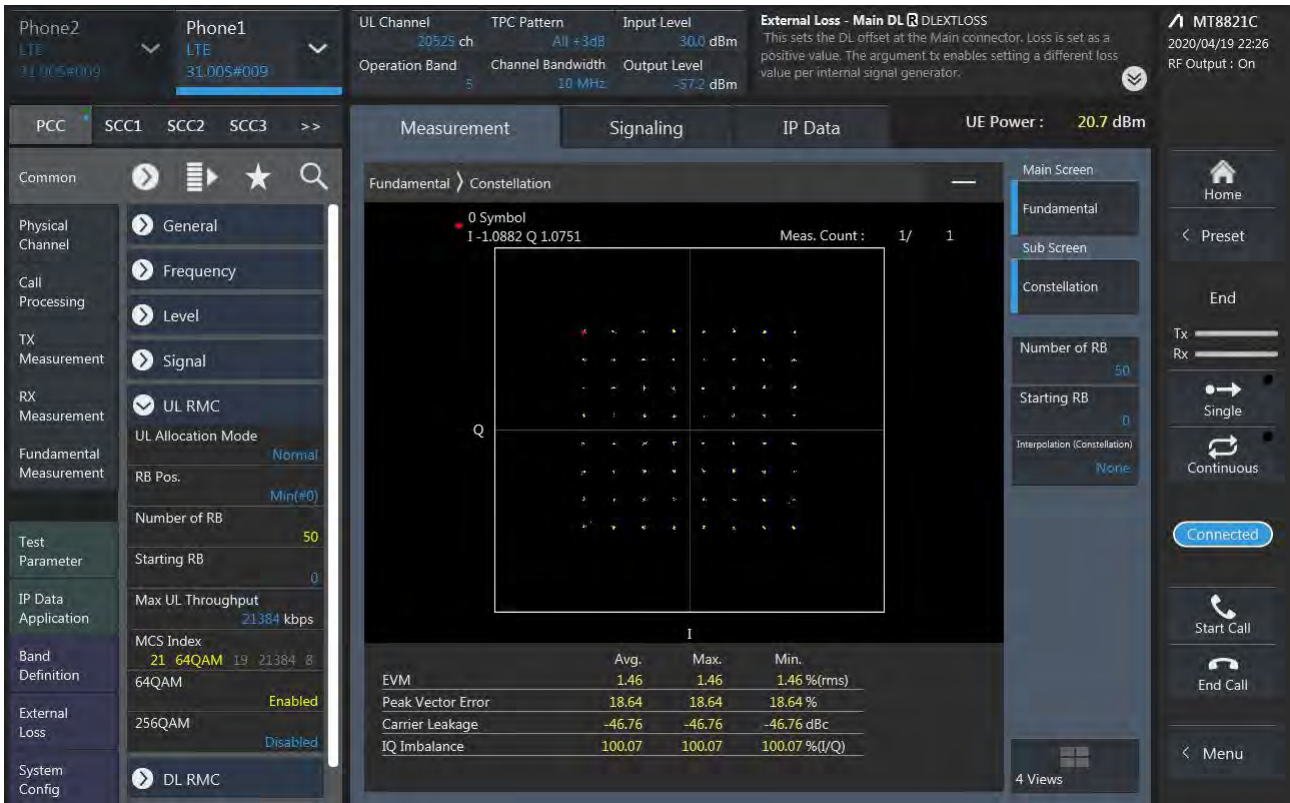 Phone2
LTE
31.00S#009
Phone1
LTE
31.00S#009
UL Channel
20525 ch
Operation Band
5
TPC Pattern
All +3dB
Channel Bandwidth
10 MHz
Input Level
30.0 dBm
Output Level
-57.2 dBm
External Loss - Main DL R DLEXTLOSS
This sets the DL offset at the Main connector. Loss is set as a
positive value. The argument tx enables setting a different loss
value per internal signal generator.
MT8821C
2020/04/19 22:26
RF Output : On
PCC SCC1 SCC2 SCC3 >>
Measurement
Signaling
IP Data
UE Power : 20.7 dBm
Common
Physical
Channel
Call
Processing
TX
Measurement
RX
Measurement
Fundamental
Measurement
Test
Parameter
IP Data
Application
Band
Definition
External
Loss
System
Config
General
Frequency
Level
Signal
UL RMC
UL Allocation Mode
Normal
RB Pos.
Min(#0)
Number of RB
50
Starting RB
0
Max UL Throughput
21384 kbps
MCS Index
21 64QAM 19 21384 8
64QAM
Enabled
256QAM
Disabled
DL RMC
Fundamental 〉 Constellation
0 Symbol
I -1.0882 Q 1.0751
Meas. Count : 1/ 1
Q
I
Avg. Max. Min.
EVM 1.46 1.46 1.46 %(rms)
Peak Vector Error 18.64 18.64 18.64 %
Carrier Leakage -46.76 -46.76 -46.76 dBc
IQ Imbalance 100.07 100.07 100.07 %(I/Q)
Main Screen
Fundamental
Sub Screen
Constellation
Number of RB
50
Starting RB
0
Interpolation (Constellation)
None
4 Views
Home
< Preset
End
Tx
Rx
Single
Continuous
Connected
Start Call
End Call
< Menu